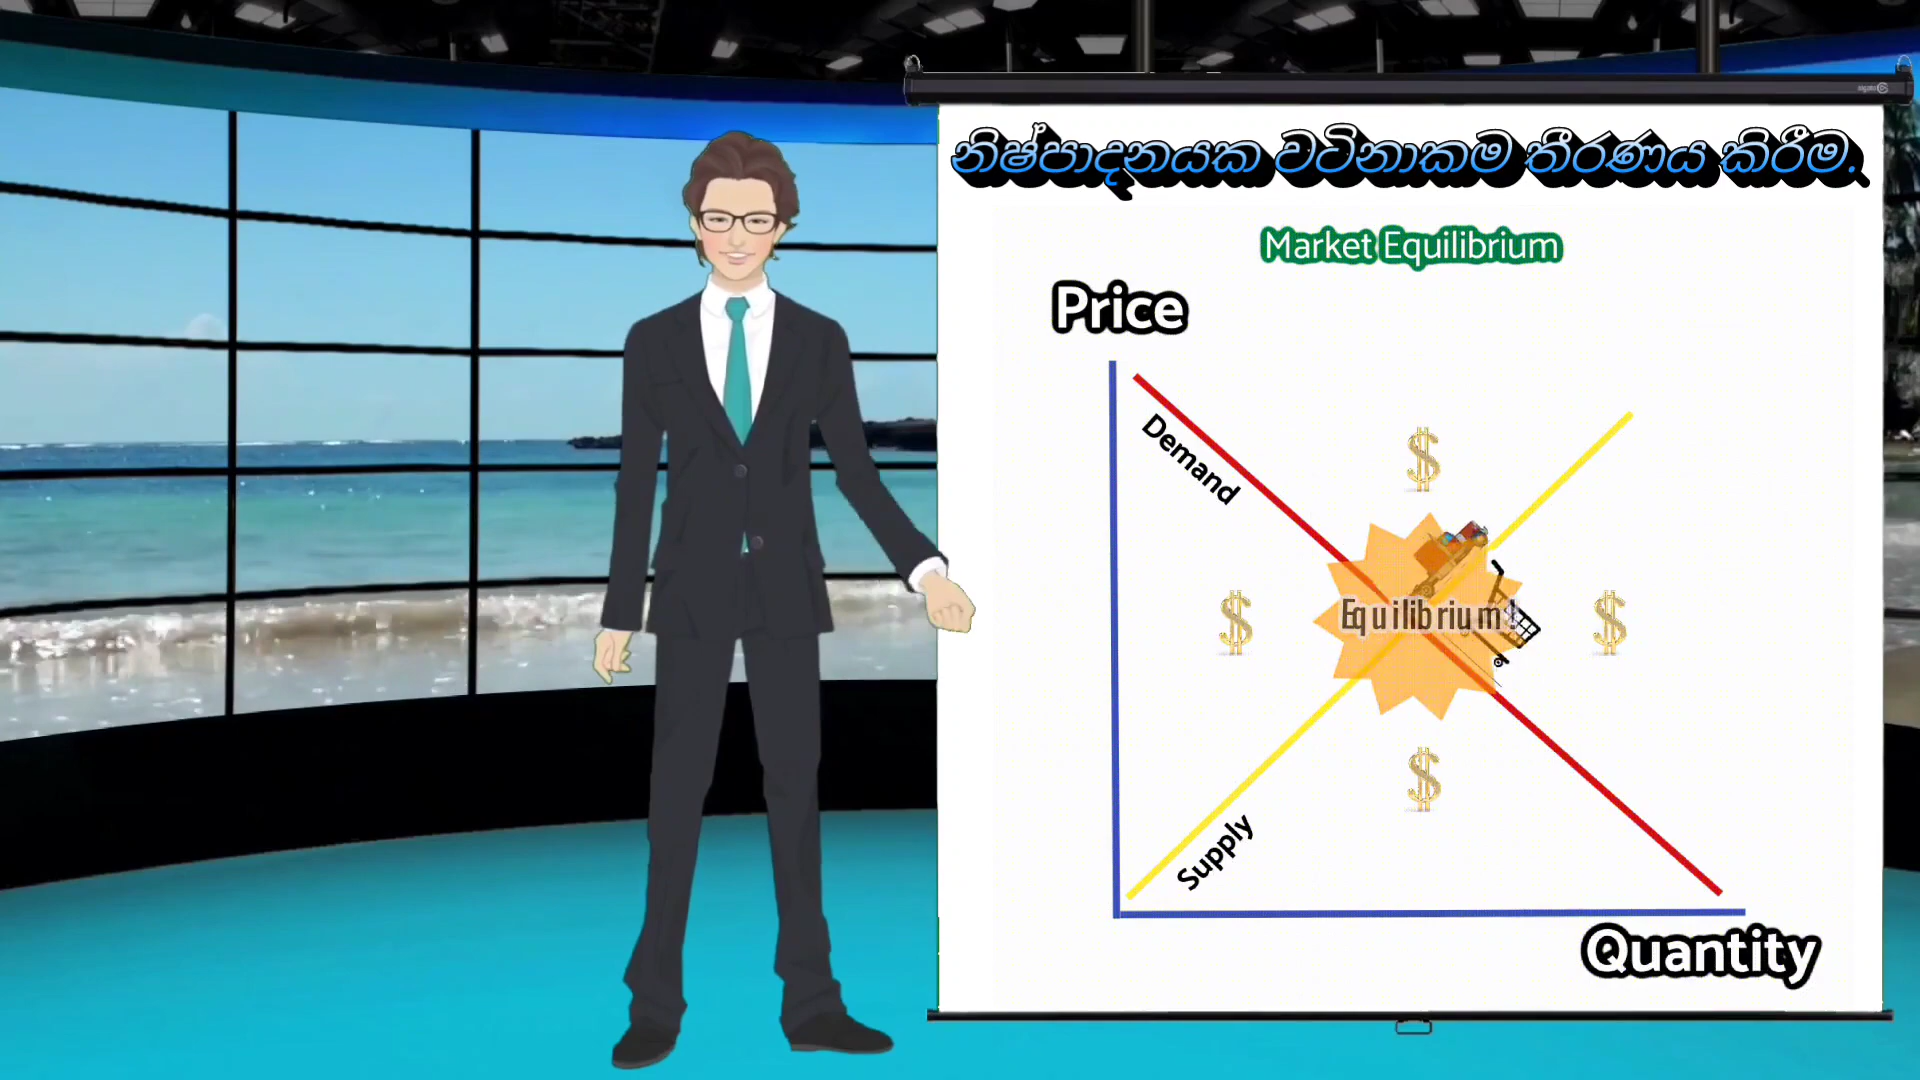 නිෂ්පාදනයක වටිනාකම තීරණය කිරීම.
Market Equilibrium
Price
Demand
Equilibrium!
Supply
Quantity